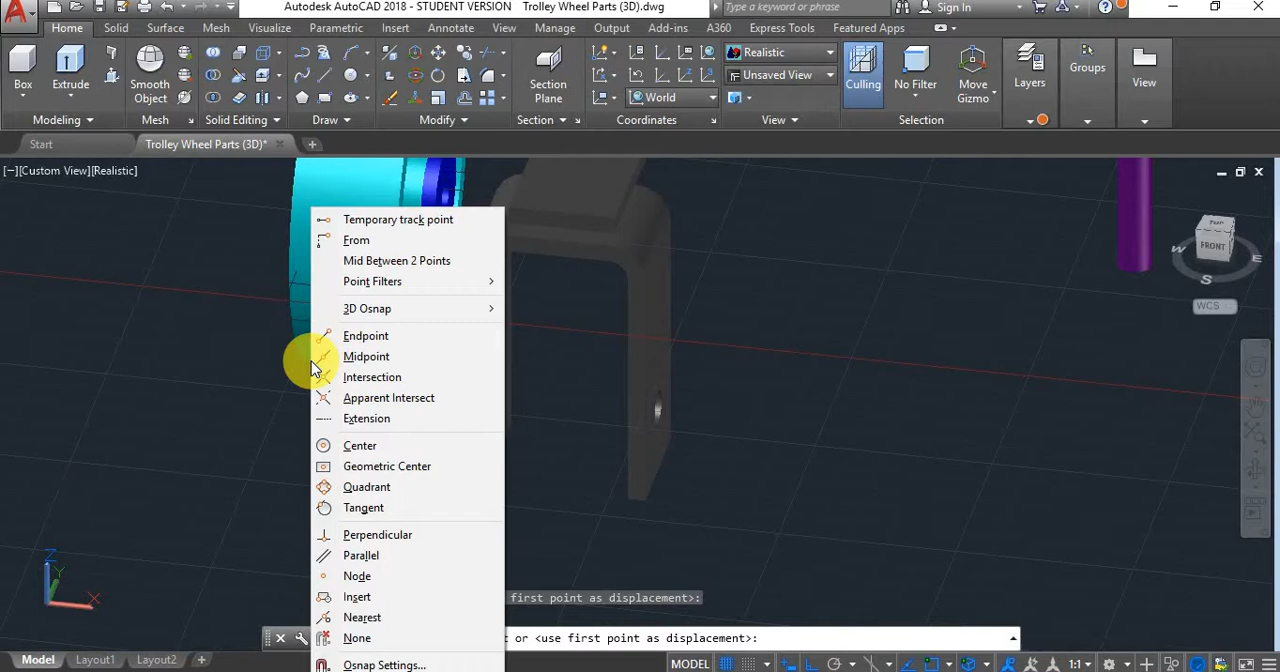 Autodesk AutoCAD 2018 - STUDENT VERSION Trolley Wheel Parts (3D).dwg
Type a keyword or phrase
Sign In
Home Solid Surface Mesh Visualize Parametric Insert Annotate View Manage Output Add-ins A360 Express Tools Featured Apps
Box
Extrude
Smooth Object
Section Plane
Realistic
Unsaved View
World
Culling
No Filter
Move Gizmo
Layers
Groups
View
Modeling Mesh Solid Editing Draw Modify Section Coordinates View Selection
Start
Trolley Wheel Parts (3D)*
[−][Custom View][Realistic]
TOP
FRONT
W
E
S
WCS
Temporary track point
From
Mid Between 2 Points
Point Filters
3D Osnap
Endpoint
Midpoint
Intersection
Apparent Intersect
Extension
Center
Geometric Center
Quadrant
Tangent
Perpendicular
Parallel
Node
Insert
Nearest
None
Osnap Settings...
Z
Y
X
first point as displacement>:
t or <use first point as displacement>:
Model Layout1 Layout2
MODEL
1:1